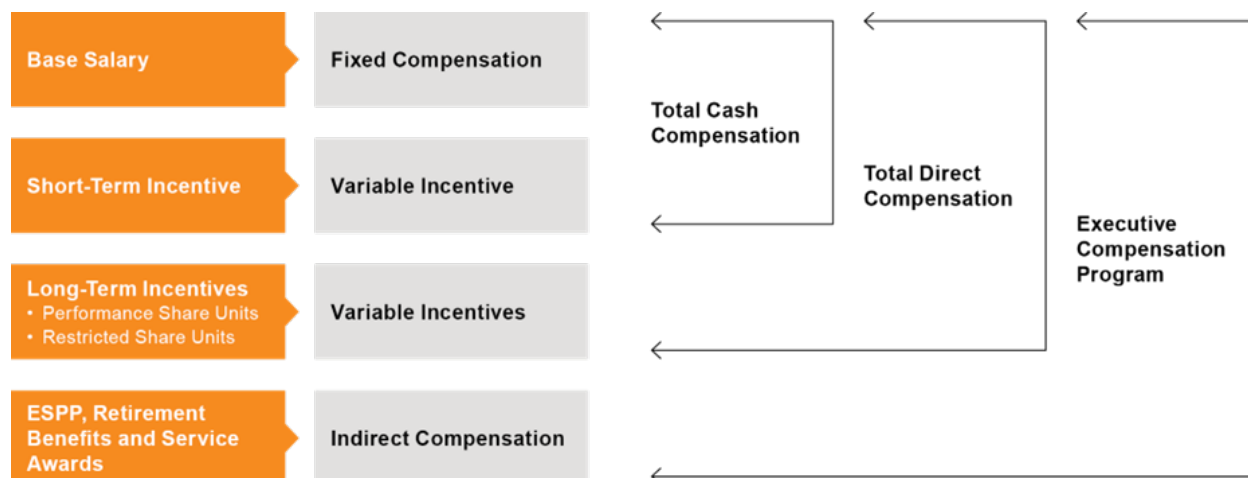 Base Salary
Fixed Compensation
Short-Term Incentive
Variable Incentive
Long-Term Incentives
• Performance Share Units
• Restricted Share Units
Variable Incentives
ESPP, Retirement
Benefits and Service
Awards
Indirect Compensation
Total Cash
Compensation
Total Direct
Compensation
Executive
Compensation
Program